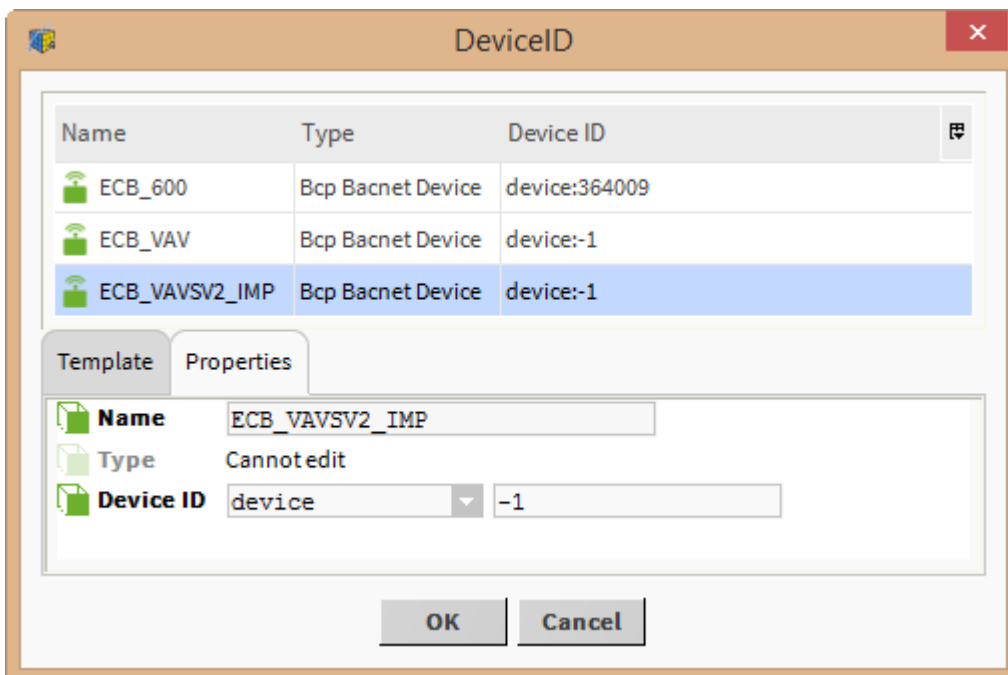 DeviceID
Name Type Device ID
ECB_600 Bcp Bacnet Device device:364009
ECB_VAV Bcp Bacnet Device device:-1
ECB_VAVSV2_IMP Bcp Bacnet Device device:-1
Template Properties
Name ECB_VAVSV2_IMP
Type Cannot edit
Device ID device -1
OK Cancel